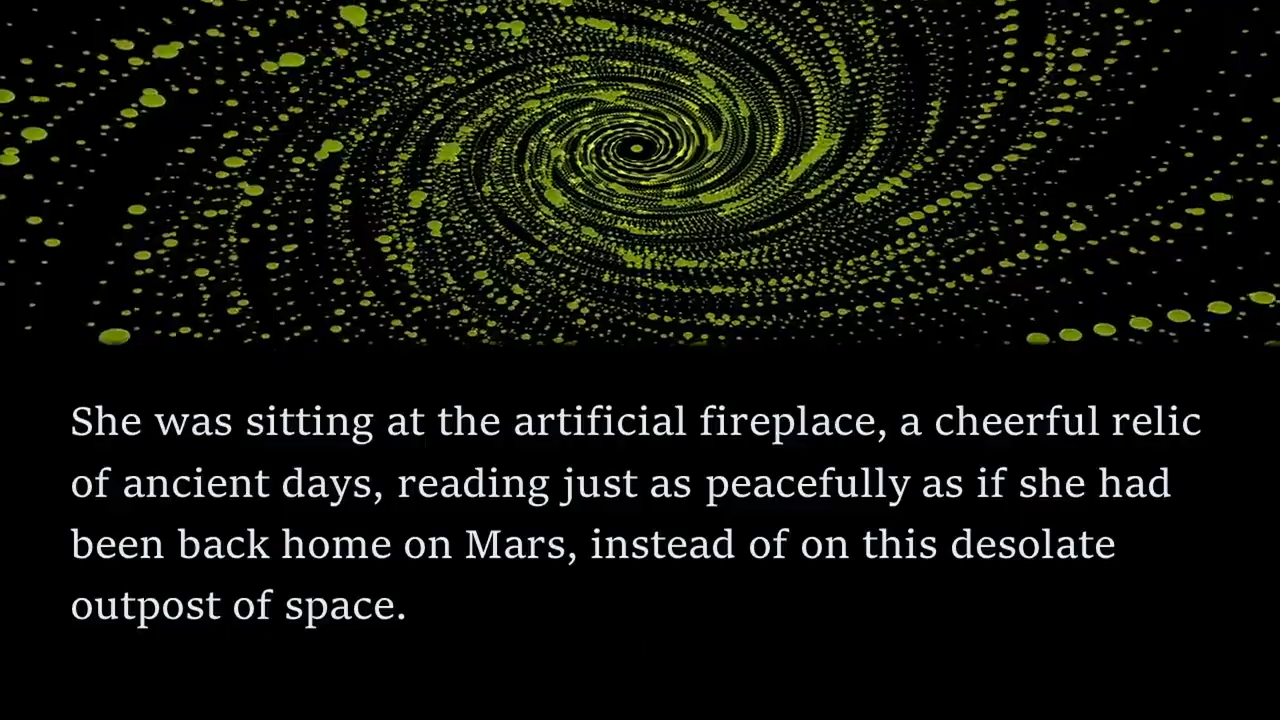 She was sitting at the artificial fireplace, a cheerful relic
of ancient days, reading just as peacefully as if she had
been back home on Mars, instead of on this desolate
outpost of space.